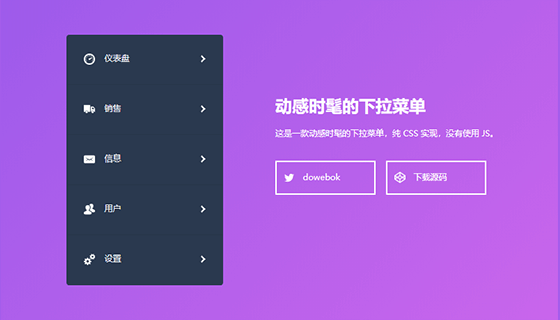 仪表盘
销售
信息
用户
设置
动感时髦的下拉菜单
这是一款动感时髦的下拉菜单，纯 CSS 实现，没有使用 JS。
dowebok
下载源码